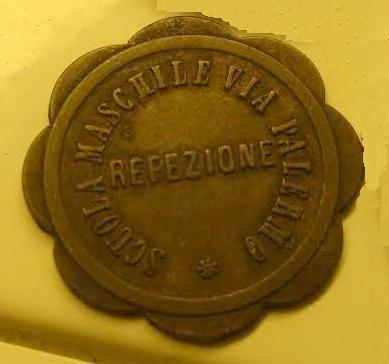 SCUOLA MASCHILE VIA PALERMO
REFEZIONE